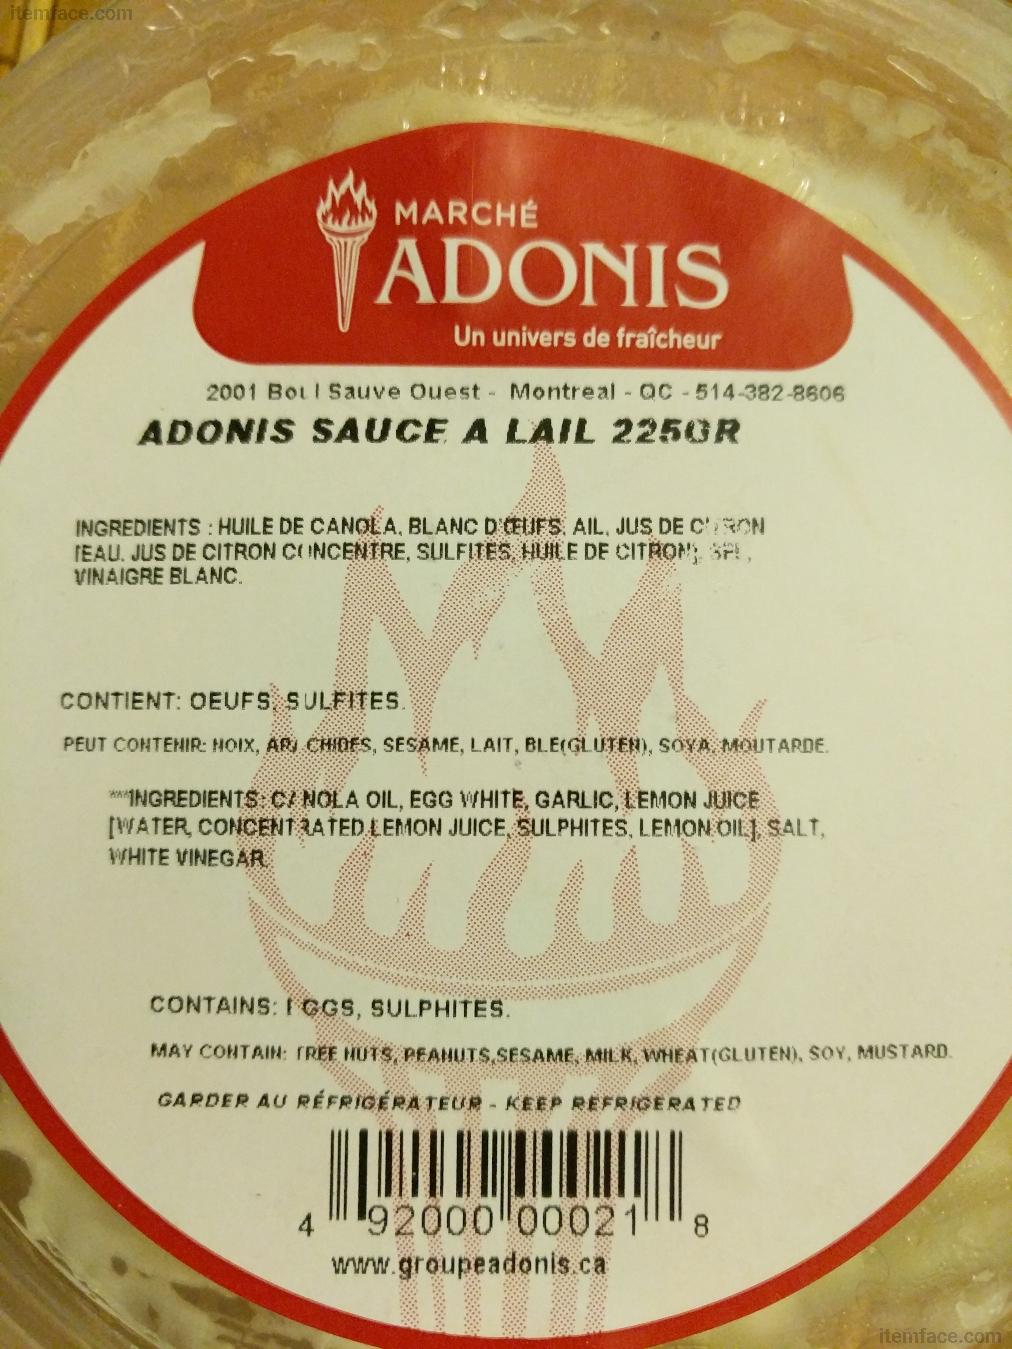 itemface.com
MARCHÉ
ADONIS
Un univers de fraîcheur
2001 Boul Sauve Ouest - Montreal - QC - 514-382-8606
ADONIS SAUCE A LAIL 225GR
INGREDIENTS : HUILE DE CANOLA, BLANC D'ŒUFS, AIL, JUS DE CITRON
[EAU, JUS DE CITRON CONCENTRE, SULFITES, HUILE DE CITRON], SEL,
VINAIGRE BLANC.
CONTIENT: OEUFS, SULFITES.
PEUT CONTENIR: NOIX, ARACHIDES, SESAME, LAIT, BLE(GLUTEN), SOYA, MOUTARDE.
***INGREDIENTS: CANOLA OIL, EGG WHITE, GARLIC, LEMON JUICE
[WATER, CONCENTRATED LEMON JUICE, SULPHITES, LEMON OIL], SALT,
WHITE VINEGAR.
CONTAINS: EGGS, SULPHITES.
MAY CONTAIN: TREE NUTS, PEANUTS,SESAME, MILK, WHEAT(GLUTEN), SOY, MUSTARD.
GARDER AU RÉFRIGÉRATEUR - KEEP REFRIGERATED
4 92000 00021 8
www.groupeadonis.ca
itemface.com